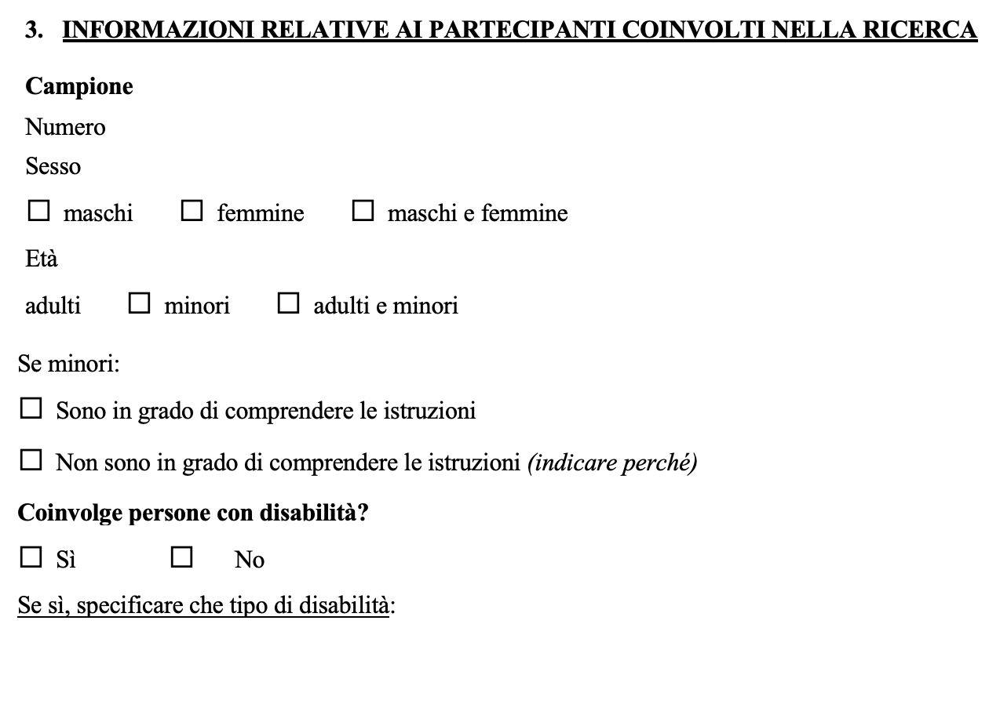 3. INFORMAZIONI RELATIVE AI PARTECIPANTI COINVOLTI NELLA RICERCA
Campione
Numero
Sesso
☐ maschi ☐ femmine ☐ maschi e femmine
Età
adulti ☐ minori ☐ adulti e minori
Se minori:
☐ Sono in grado di comprendere le istruzioni
☐ Non sono in grado di comprendere le istruzioni (indicare perché)
Coinvolge persone con disabilità?
☐ Sì ☐ No
Se sì, specificare che tipo di disabilità: